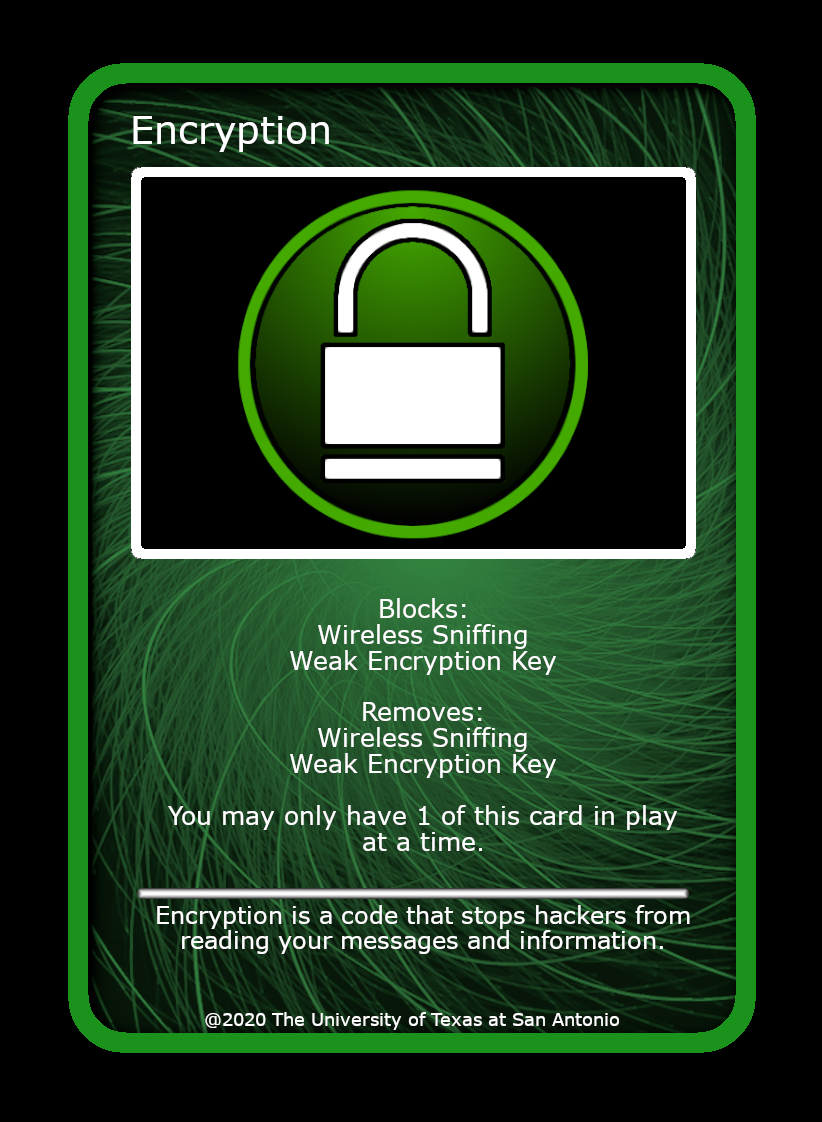 Encryption
Blocks:
Wireless Sniffing
Weak Encryption Key
Removes:
Wireless Sniffing
Weak Encryption Key
You may only have 1 of this card in play
at a time.
Encryption is a code that stops hackers from
reading your messages and information.
@2020 The University of Texas at San Antonio